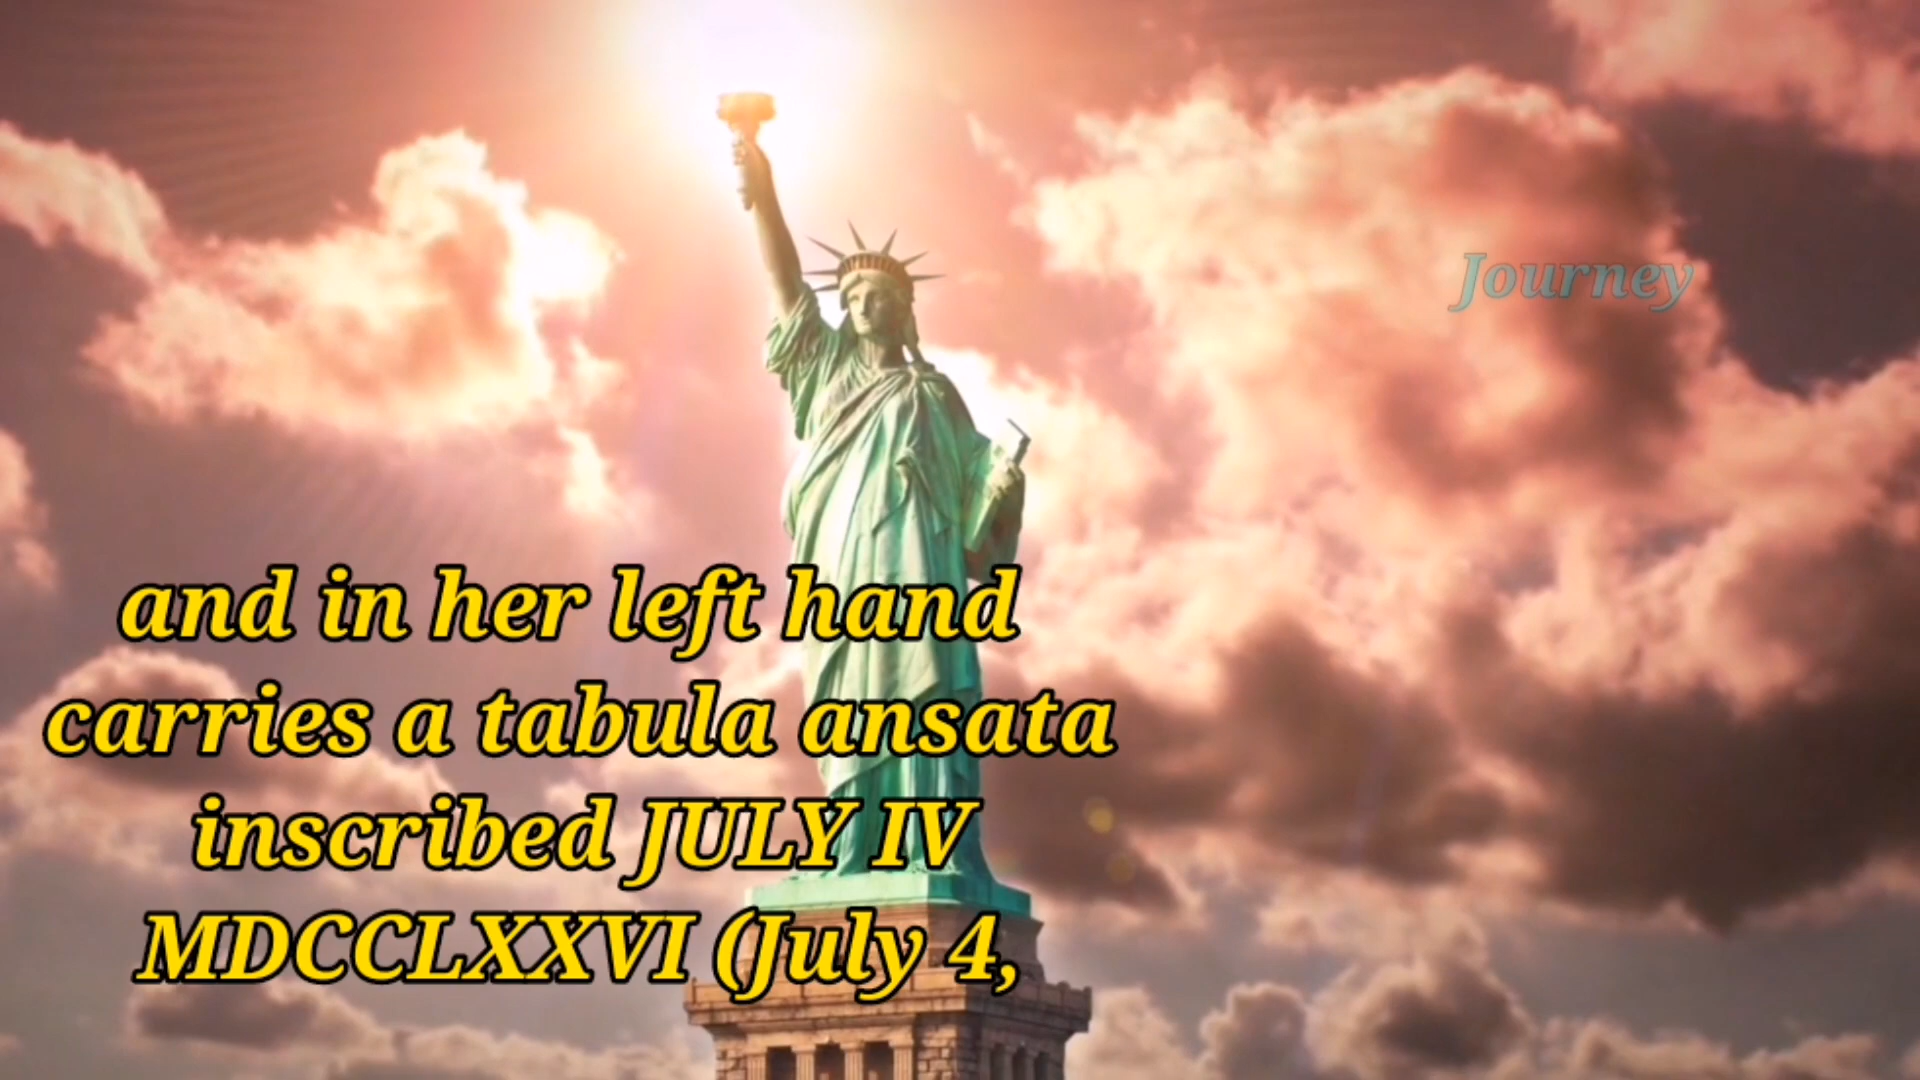 Journey
and in her left hand
carries a tabula ansata
inscribed JULY IV
MDCCLXXVI (July 4,